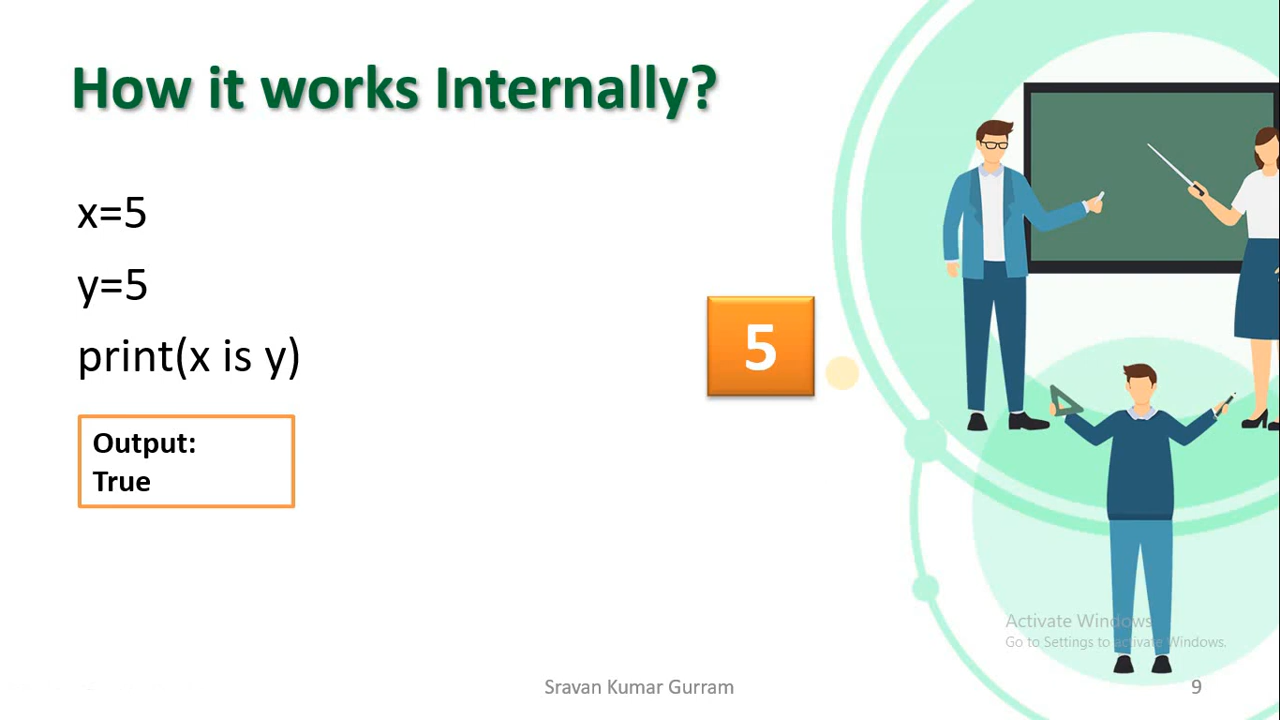 How it works Internally?
x=5
y=5
print(x is y)
5
Output:
True
Activate Windows
Go to Settings to activate Windows.
Sravan Kumar Gurram
9